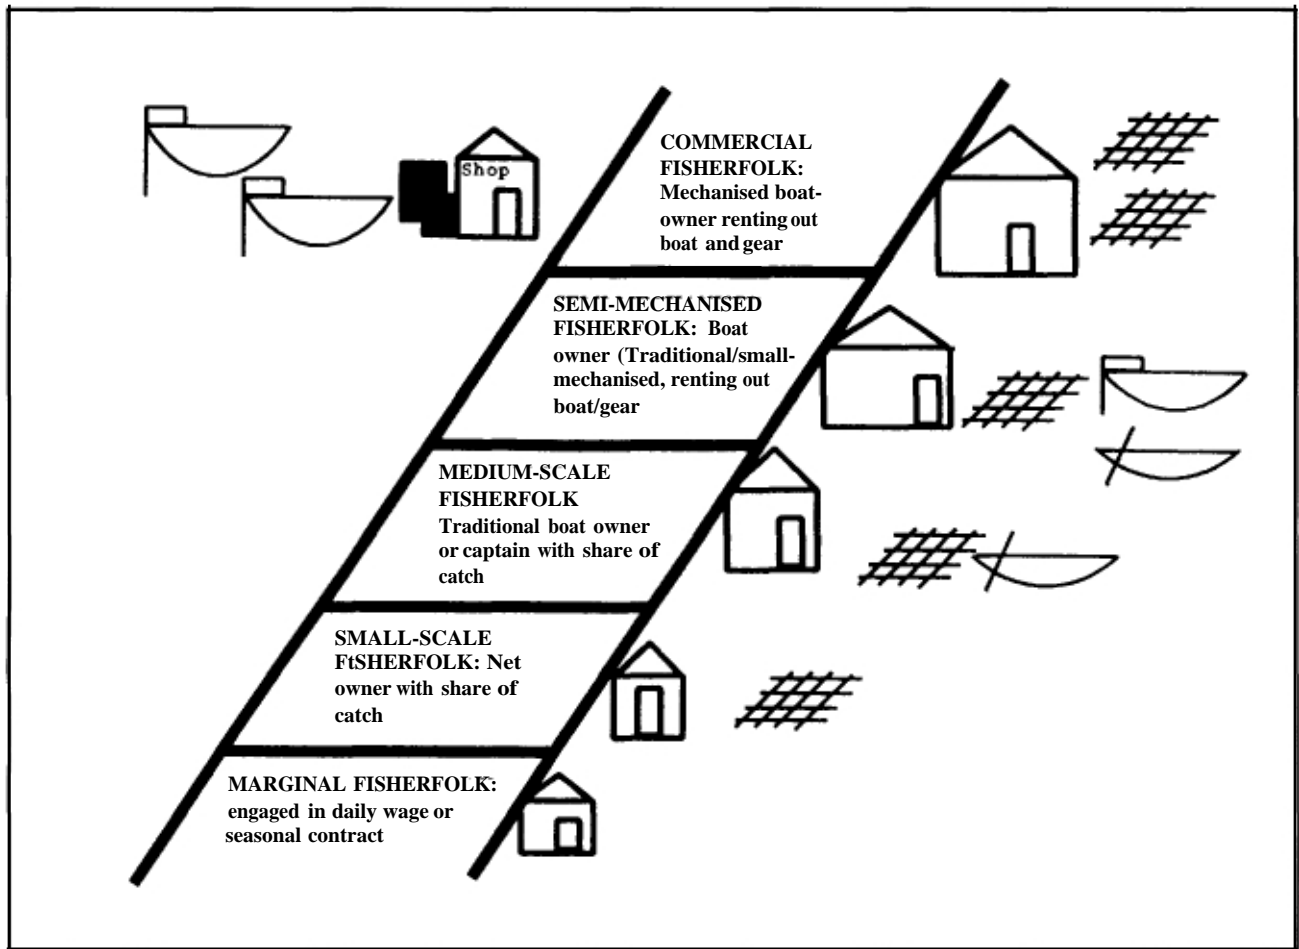 Shop
COMMERCIAL
FISHERFOLK:
Mechanised boat-
owner renting out
boat and gear
SEMI-MECHANISED
FISHERFOLK: Boat
owner (Traditional/small-
mechanised, renting out
boat/gear
MEDIUM-SCALE
FISHERFOLK
Traditional boat owner
or captain with share of
catch
SMALL-SCALE
FtSHERFOLK: Net
owner with share of
catch
MARGINAL FISHERFOLK:
engaged in daily wage or
seasonal contract